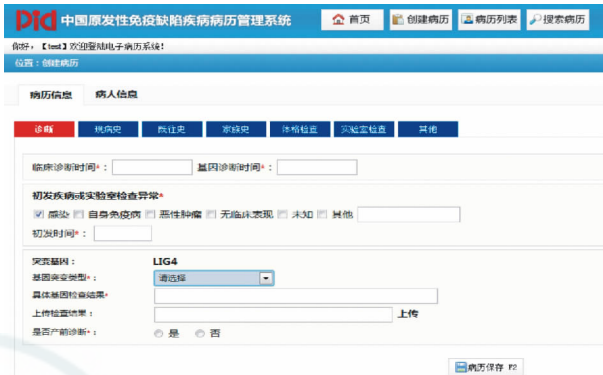 Pid 中国原发性免疫缺陷疾病病历管理系统 首页 创建病历 病历列表 搜索病历
你好，【test】欢迎登陆电子病历系统！
位置：创建病历
病历信息 病人信息
诊断 现病史 既往史 家族史 体格检查 实验室检查 其他
临床诊断时间*： 基因诊断时间*：
初发疾病或实验室检查异常*
感染 自身免疫病 恶性肿瘤 无临床表现 未知 其他
初发时间*：
突变基因： LIG4
基因突变类型*： 请选择
具体基因检查结果*
上传检查结果： 上传
是否产前诊断*： 是 否
病历保存 F2